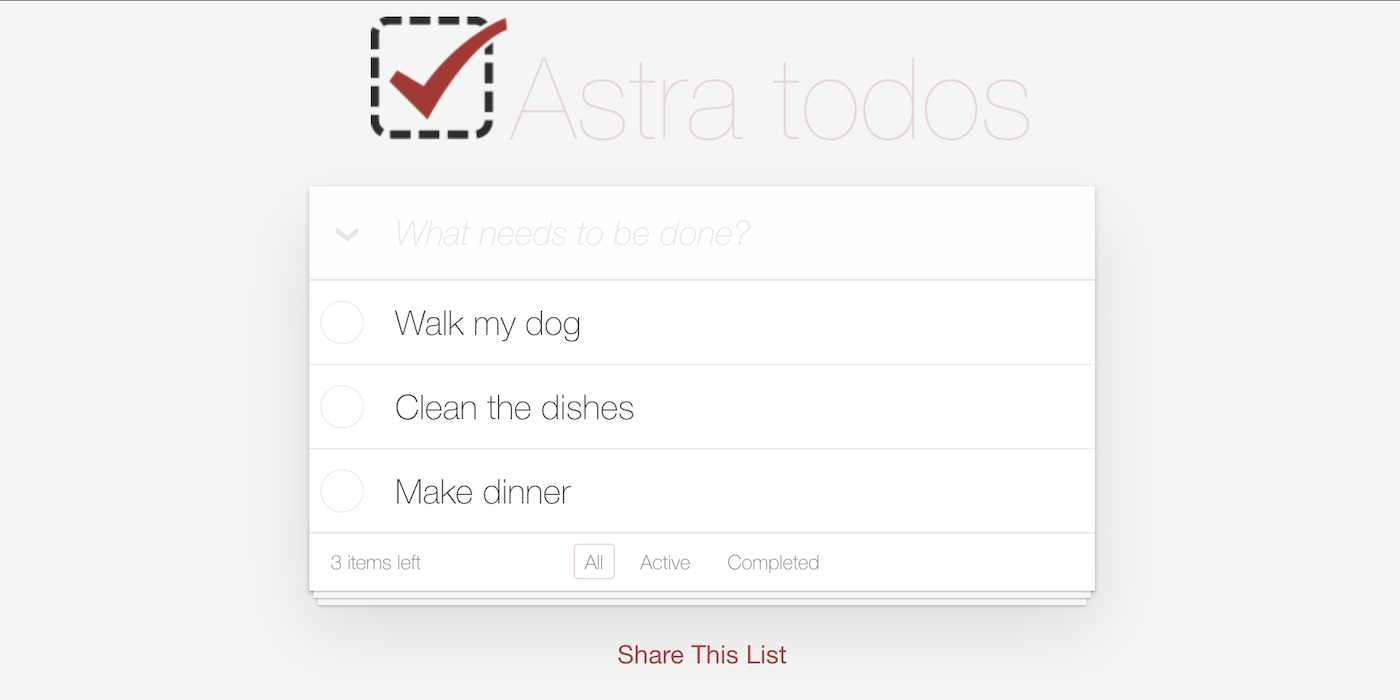 Astra todos
What needs to be done?
Walk my dog
Clean the dishes
Make dinner
3 items left All Active Completed
Share This List